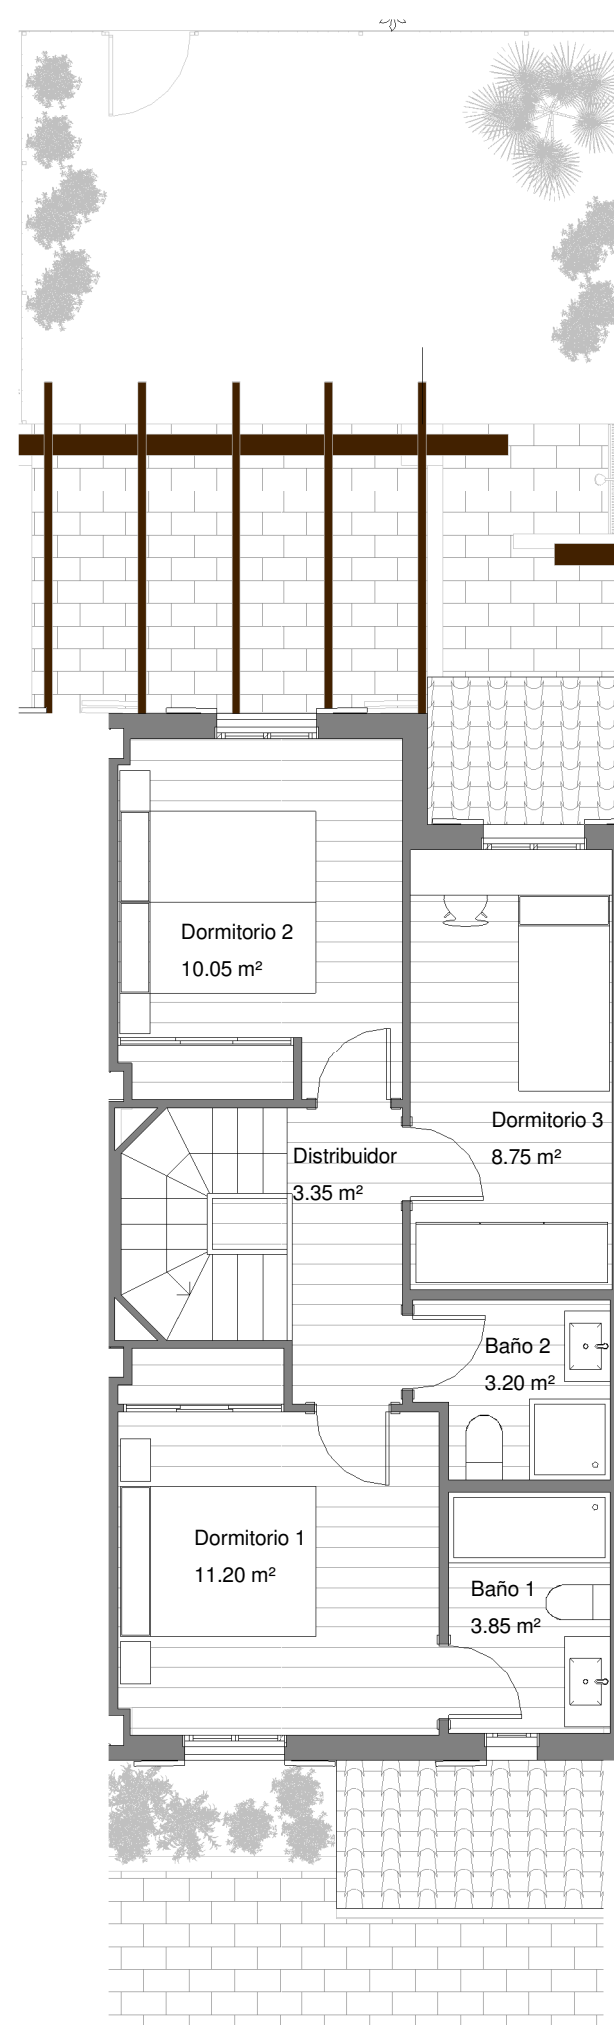 Dormitorio 2
10.05 m²
Dormitorio 3
8.75 m²
Distribuidor
3.35 m²
Baño 2
3.20 m²
Dormitorio 1
11.20 m²
Baño 1
3.85 m²